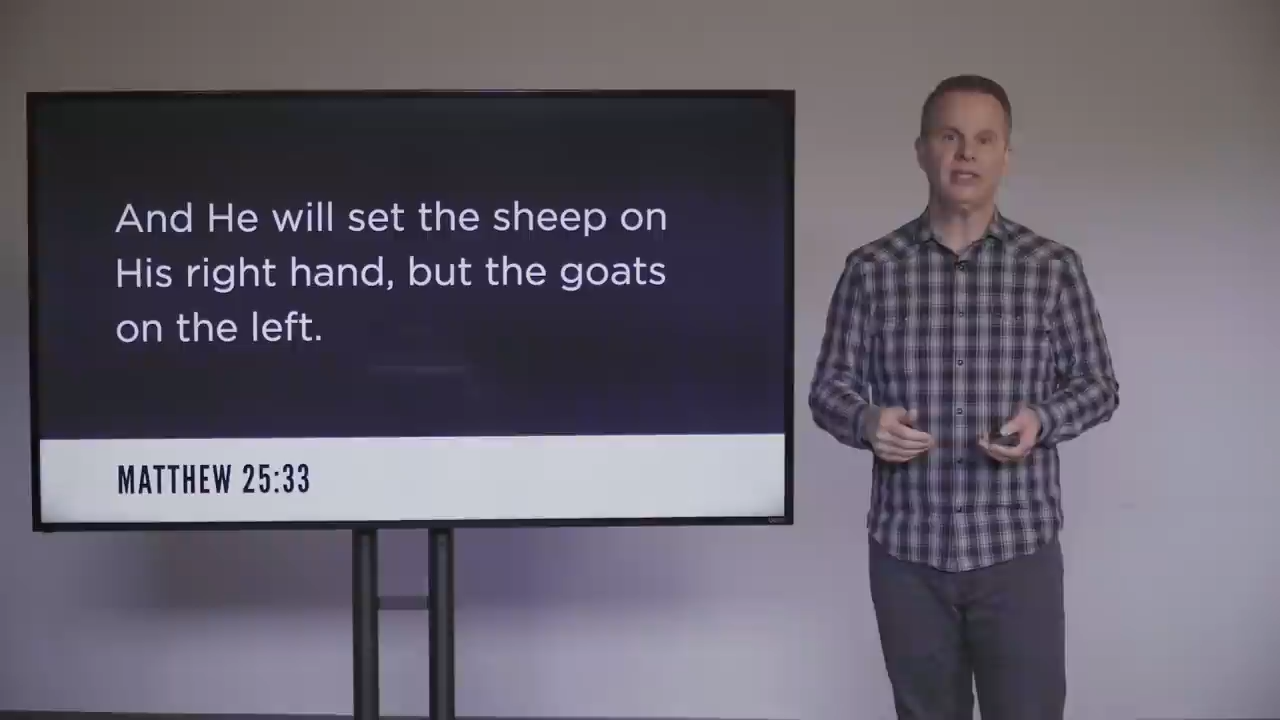 And He will set the sheep on
His right hand, but the goats
on the left.
MATTHEW 25:33